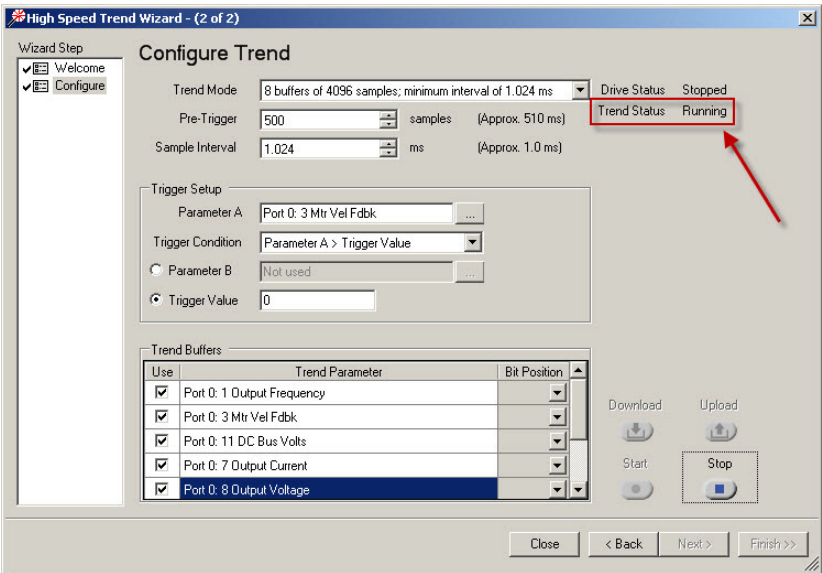 High Speed Trend Wizard - (2 of 2)
Wizard Step
Welcome
Configure
Configure Trend
Trend Mode 8 buffers of 4096 samples; minimum interval of 1.024 ms Drive Status Stopped
Pre-Trigger 500 samples (Approx. 510 ms) Trend Status Running
Sample Interval 1.024 ms (Approx. 1.0 ms)
Trigger Setup
Parameter A Port 0: 3 Mtr Vel Fdbk ...
Trigger Condition Parameter A > Trigger Value
Parameter B Not used ...
Trigger Value 0
Trend Buffers
Use Trend Parameter Bit Position
Port 0: 1 Output Frequency
Port 0: 3 Mtr Vel Fdbk
Port 0: 11 DC Bus Volts
Port 0: 7 Output Current
Port 0: 8 Output Voltage
Download Upload
Start Stop
Close < Back Next > Finish >>